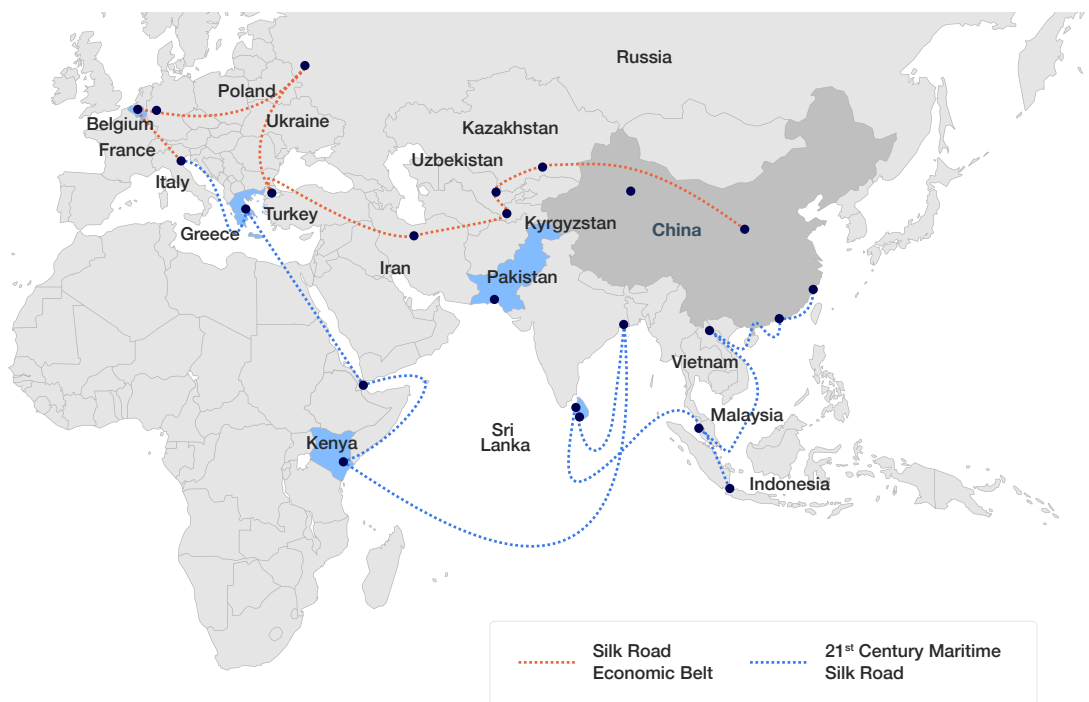 Russia
Poland
Ukraine
Belgium
Kazakhstan
France
Uzbekistan
Italy
Turkey
Kyrgyzstan
Greece
China
Iran
Pakistan
Vietnam
Malaysia
Sri
Lanka
Kenya
Indonesia
Silk Road
Economic Belt
21st Century Maritime
Silk Road